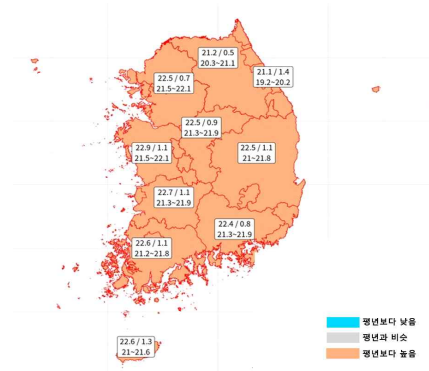 21.2 / 0.5
20.3~21.1
21.1 / 1.4
19.2~20.2
22.5 / 0.7
21.5~22.1
22.5 / 0.9
21.3~21.9
22.9 / 1.1
21.5~22.1
22.5 / 1.1
21~21.8
22.7 / 1.1
21.3~21.9
22.4 / 0.8
21.3~21.9
22.6 / 1.1
21.2~21.8
22.6 / 1.3
21~21.6
평년보다 낮음
평년과 비슷
평년보다 높음